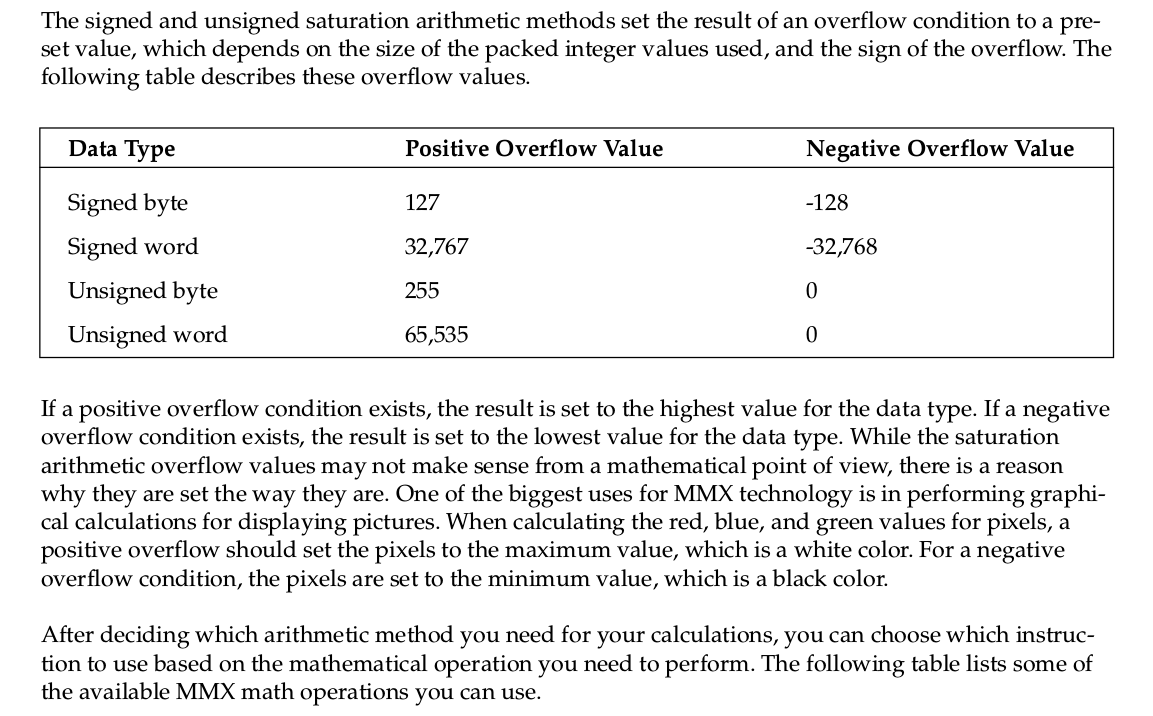 The signed and unsigned saturation arithmetic methods set the result of an overflow condition to a pre-
set value, which depends on the size of the packed integer values used, and the sign of the overflow. The
following table describes these overflow values.
Data Type Positive Overflow Value Negative Overflow Value
Signed byte 127 -128
Signed word 32,767 -32,768
Unsigned byte 255 0
Unsigned word 65,535 0
If a positive overflow condition exists, the result is set to the highest value for the data type. If a negative
overflow condition exists, the result is set to the lowest value for the data type. While the saturation
arithmetic overflow values may not make sense from a mathematical point of view, there is a reason
why they are set the way they are. One of the biggest uses for MMX technology is in performing graphi-
cal calculations for displaying pictures. When calculating the red, blue, and green values for pixels, a
positive overflow should set the pixels to the maximum value, which is a white color. For a negative
overflow condition, the pixels are set to the minimum value, which is a black color.
After deciding which arithmetic method you need for your calculations, you can choose which instruc-
tion to use based on the mathematical operation you need to perform. The following table lists some of
the available MMX math operations you can use.